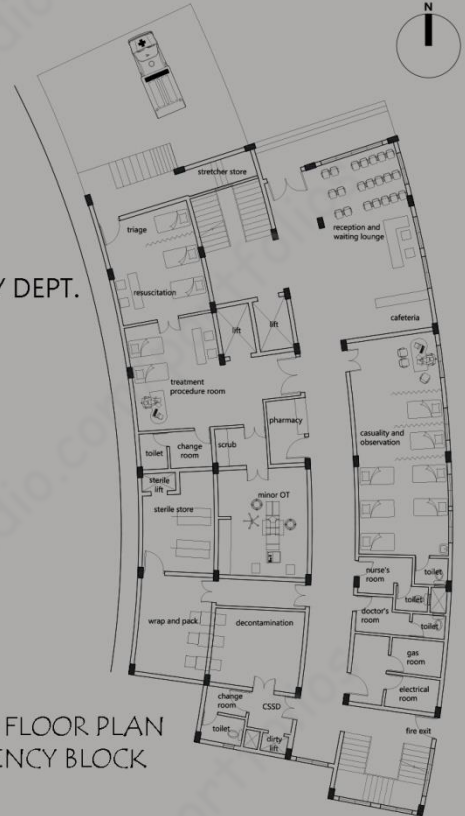 N
stretcher store
triage
reception and
waiting lounge
Y DEPT.
resuscitation
lift
lift
cafeteria
treatment
procedure room
pharmacy
casuality and
observation
toilet
change
room
scrub
sterile
lift
minor OT
sterile store
nurse's
room
toilet
toilet
doctor's
room
toilet
wrap and pack
decontamination
gas
room
electrical
room
change
room
CSSD
toilet
dirty
lift
fire exit
FLOOR PLAN
ENCY BLOCK